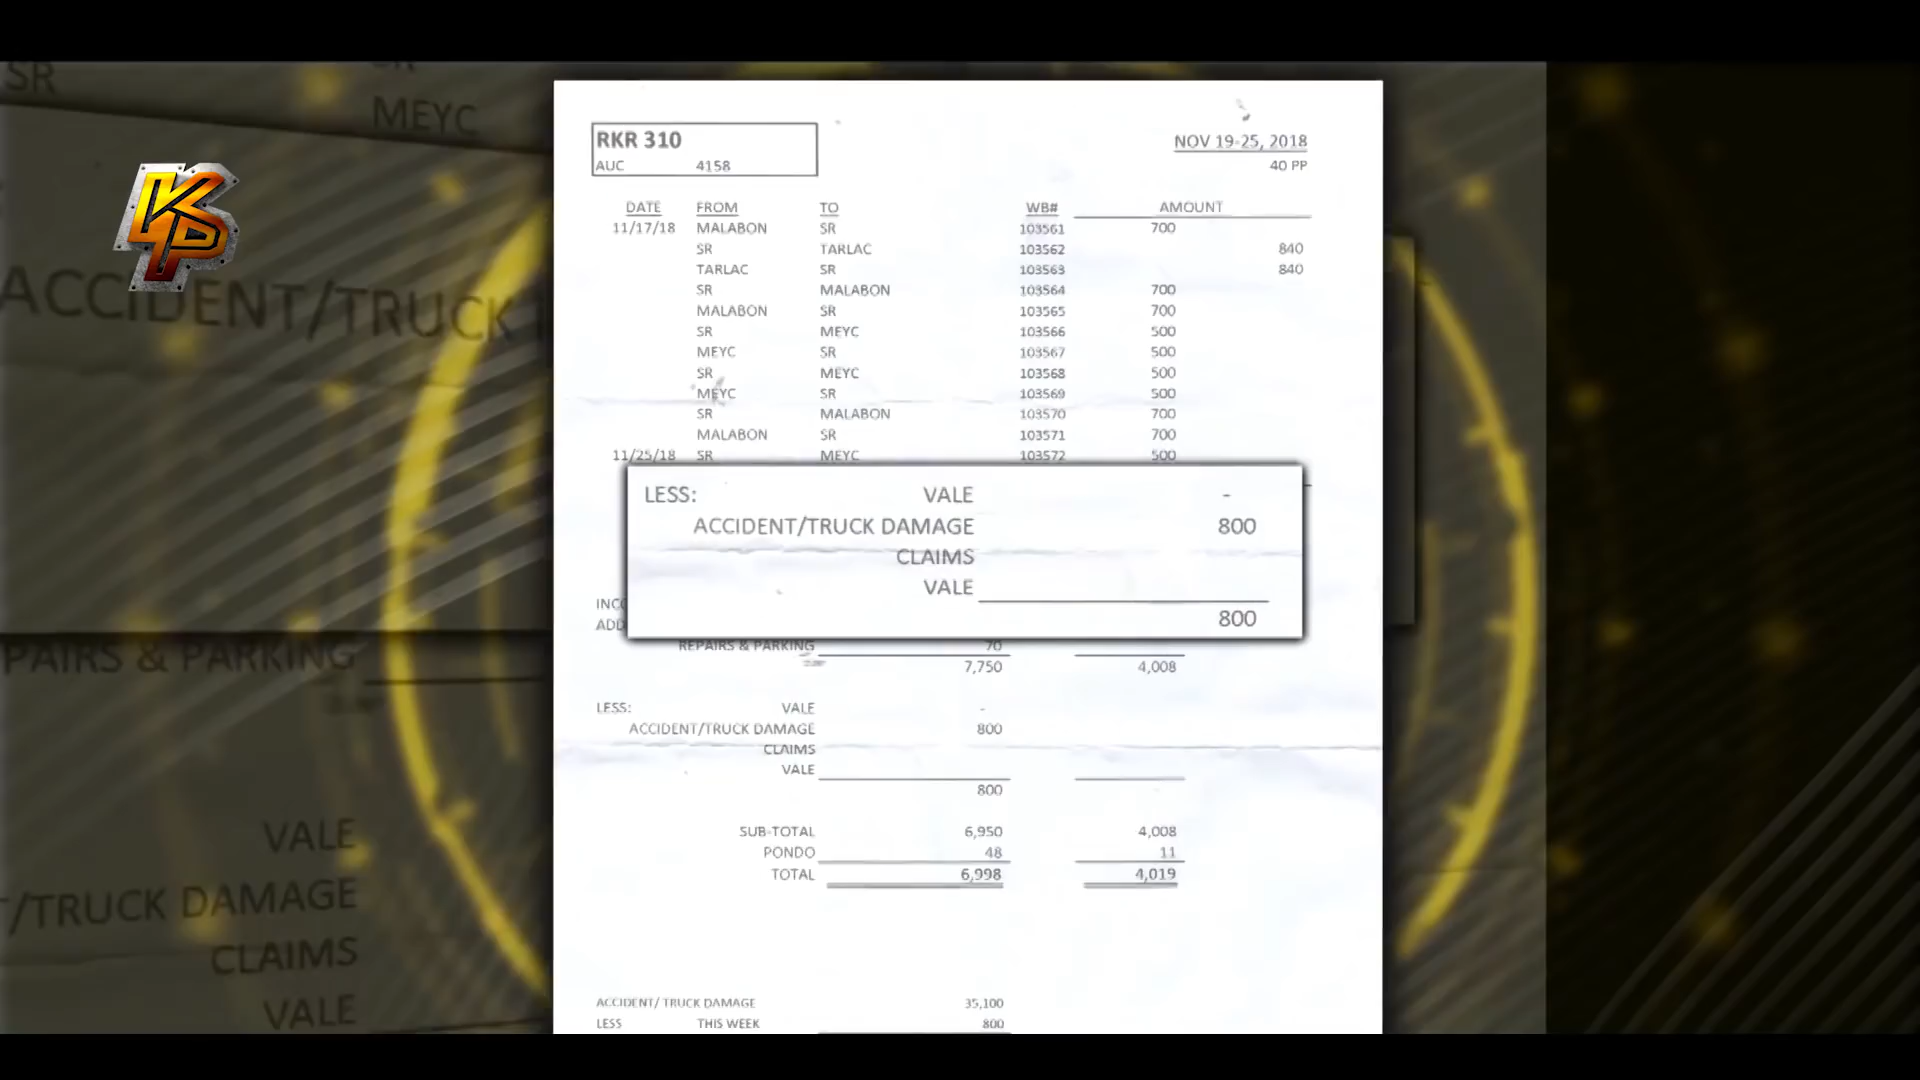 SR
SR
MEYC
KP
ACCIDENT/TRUCK
PAIRS & PARKING
VALE
/TRUCK DAMAGE
CLAIMS
VALE
RKR 310
AUC 4158
NOV 19-25, 2018
40 PP
DATE FROM TO WB# AMOUNT
11/17/18 MALABON SR 103561 700
SR TARLAC 103562 840
TARLAC SR 103563 840
SR MALABON 103564 700
MALABON SR 103565 700
SR MEYC 103566 500
MEYC SR 103567 500
SR MEYC 103568 500
MEYC SR 103569 500
SR MALABON 103570 700
MALABON SR 103571 700
11/25/18 SR MEYC 103572 500
LESS: VALE -
ACCIDENT/TRUCK DAMAGE 800
CLAIMS
VALE
800
INC
ADD
REPAIRS & PARKING 70
7,750 4,008
LESS: VALE -
ACCIDENT/TRUCK DAMAGE 800
CLAIMS
VALE
800
SUB-TOTAL 6,950 4,008
PONDO 48 11
TOTAL 6,998 4,019
ACCIDENT/ TRUCK DAMAGE 35,100
LESS THIS WEEK 800